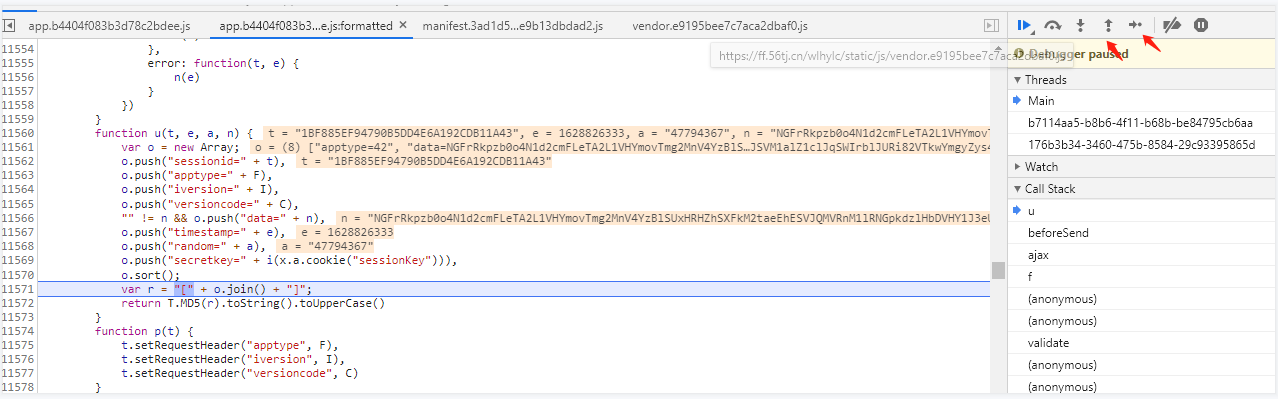 app.b4404f083b3d78c2bdee.js app.b4404f083b3...e.js:formatted × manifest.3ad1d5...e9b13dbdad2.js vendor.e9195bee7c7aca2dbaf0.js
11554 },
11555 error: function(t, e) {
11556 n(e)
11557 }
11558 })
11559 }
11560 function u(t, e, a, n) { t = "1BF885EF94790B5DD4E6A192CDB11A43", e = 1628826333, a = "47794367", n = "NGFrRkpzb0o4N1d2cmFLeTA2L1VHYmovT
11561 var o = new Array; o = (8) ["apptype=42", "data=NGFrRkpzb0o4N1d2cmFLeTA2L1VHYmovTmg2MnV4YzBlS…JSVM1alZ1clJqSWIrblJURi82VTkwYmgyZys4
11562 o.push("sessionid=" + t), t = "1BF885EF94790B5DD4E6A192CDB11A43"
11563 o.push("apptype=" + F),
11564 o.push("iversion=" + I),
11565 o.push("versioncode=" + C),
11566 "" != n && o.push("data=" + n), n = "NGFrRkpzb0o4N1d2cmFLeTA2L1VHYmovTmg2MnV4YzBlSUxHRHZhSXFkM2taeEhESVJQMVRnM1lRNGpkdz1HbDVHY1J3eU
11567 o.push("timestamp=" + e), e = 1628826333
11568 o.push("random=" + a), a = "47794367"
11569 o.push("secretkey=" + i(x.a.cookie("sessionKey"))),
11570 o.sort();
11571 var r = "[" + o.join() + "]";
11572 return T.MD5(r).toString().toUpperCase()
11573 }
11574 function p(t) {
11575 t.setRequestHeader("apptype", F),
11576 t.setRequestHeader("iversion", I),
11577 t.setRequestHeader("versioncode", C)
11578 }
https://ff.56tj.cn/wlhylc/static/js/vendor.e9195bee7c7aca2dbaf0.js
Debugger paused
Threads
Main
b7114aa5-b8b6-4f11-b68b-be84795cb6aa
176b3b34-3460-475b-8584-29c93395865d
Watch
Call Stack
u
beforeSend
ajax
f
(anonymous)
(anonymous)
validate
(anonymous)
(anonymous)